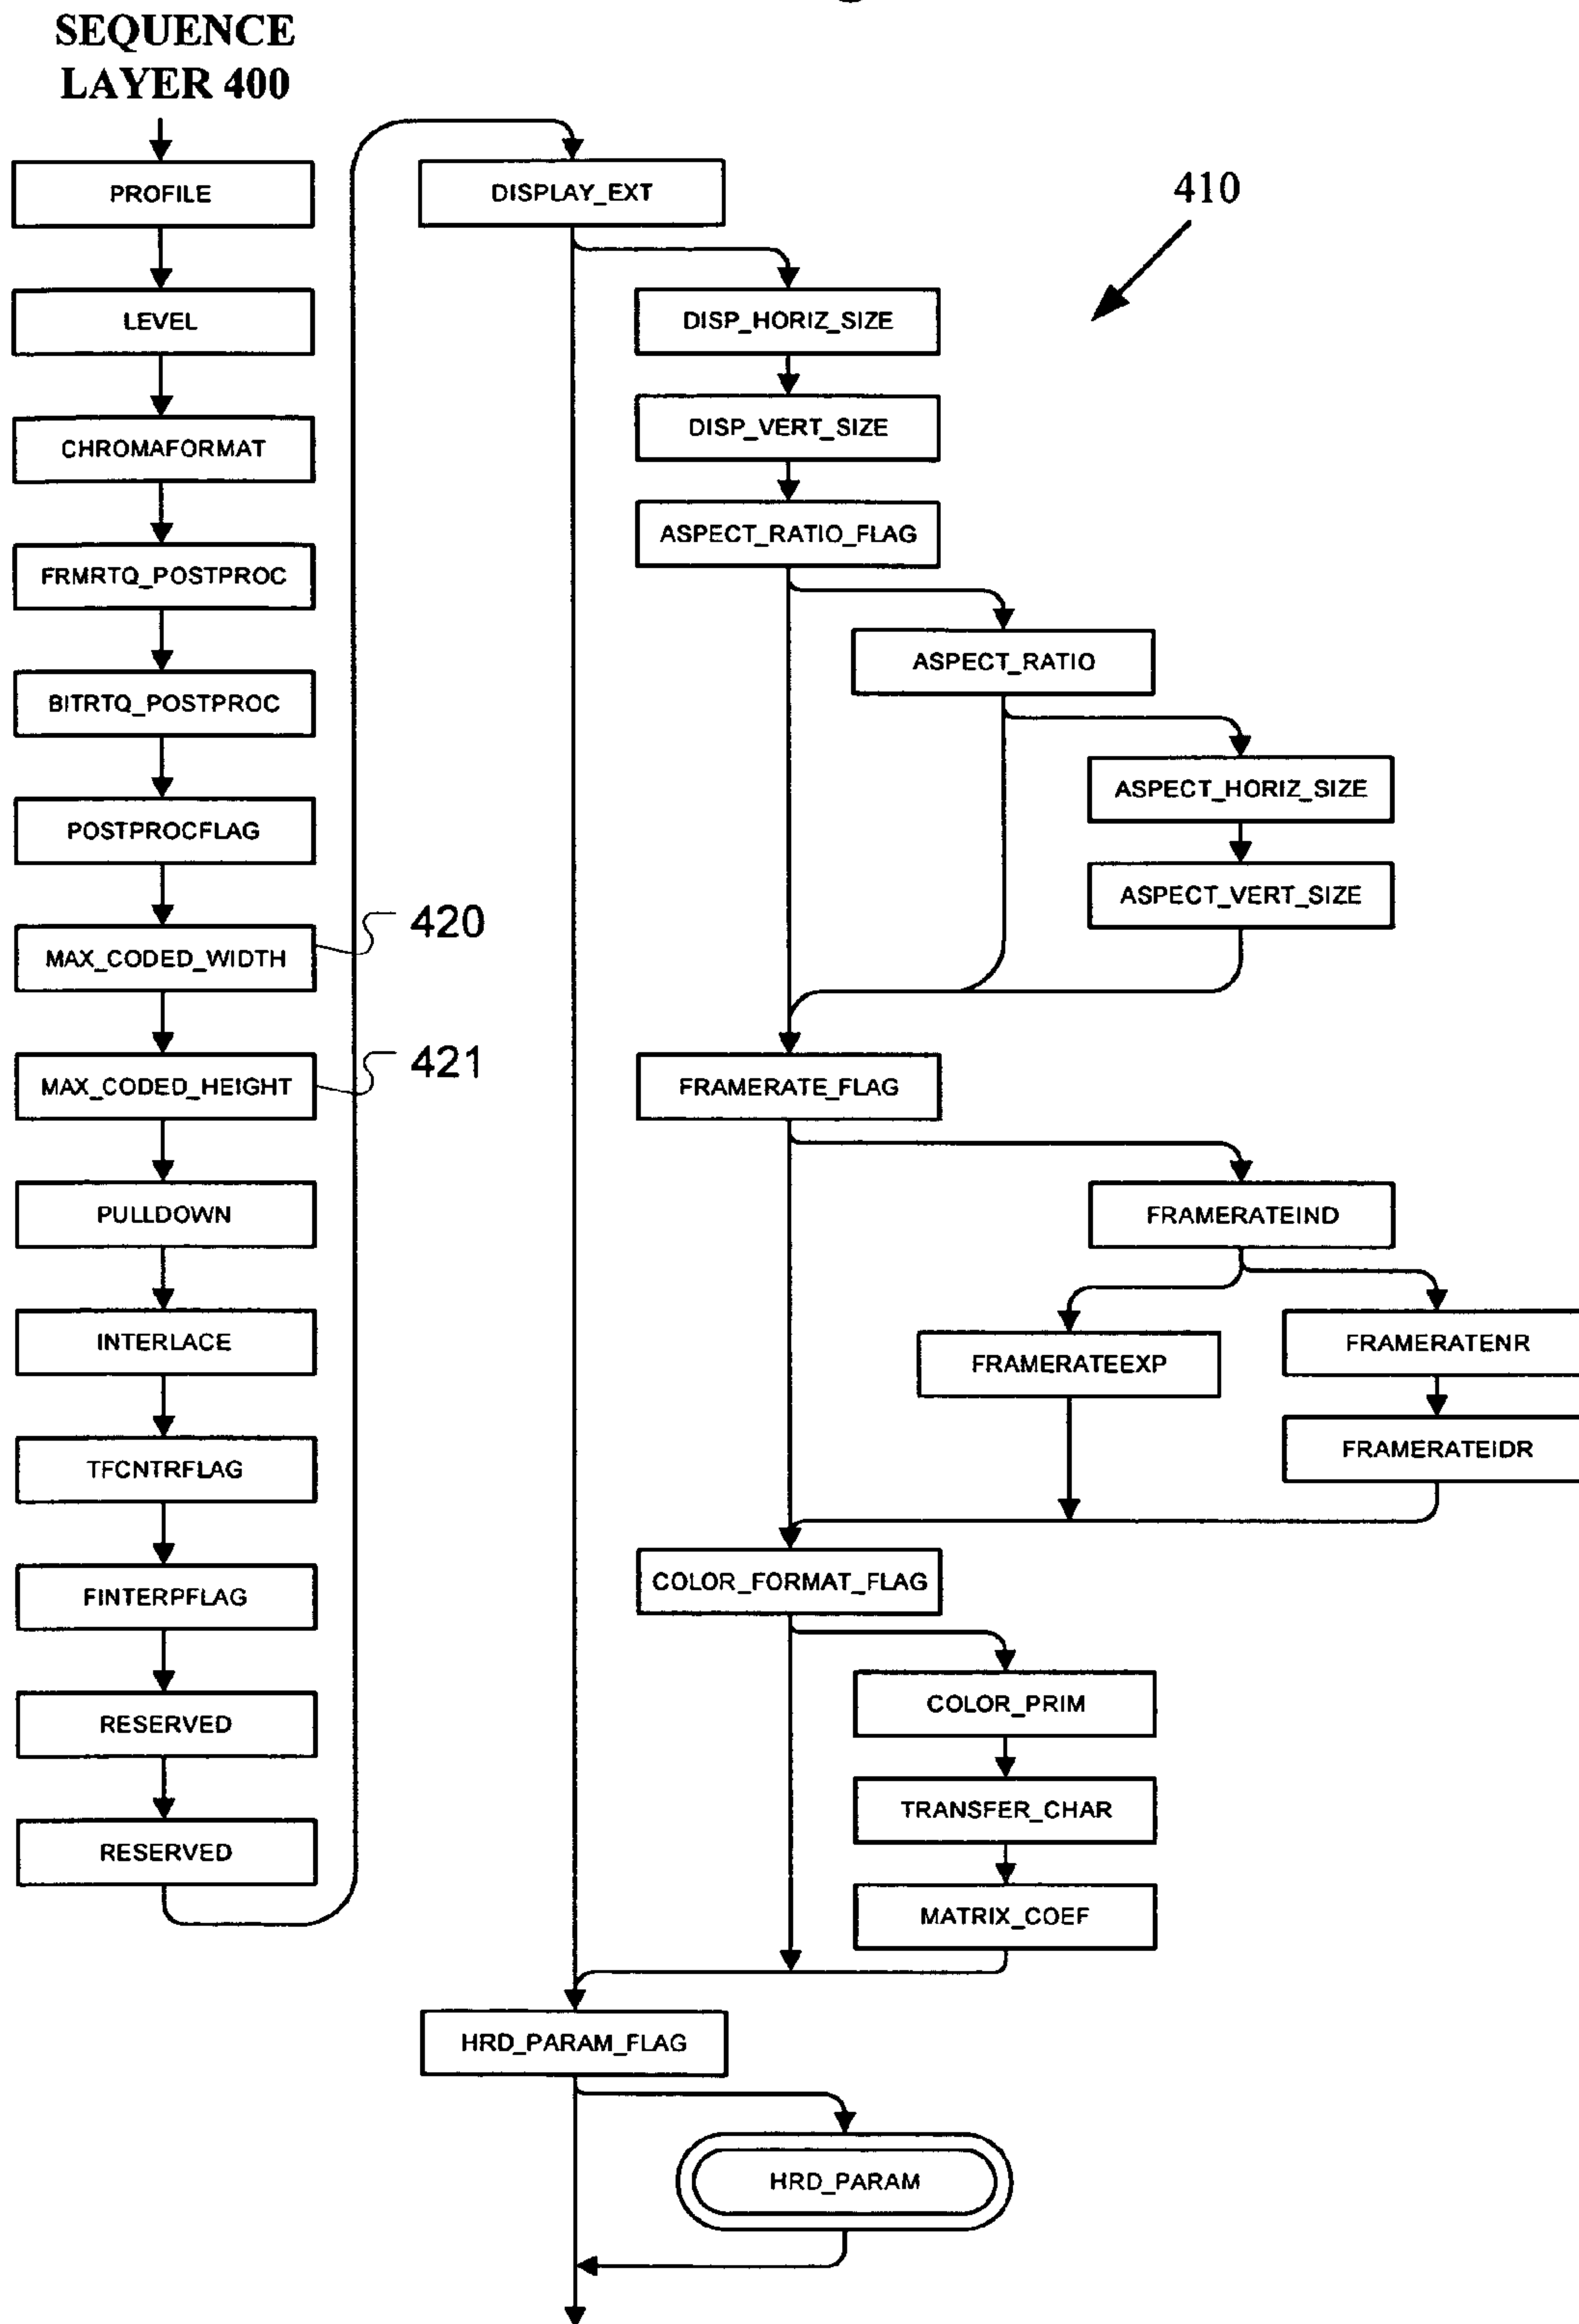 SEQUENCE
LAYER 400
PROFILE
LEVEL
CHROMAFORMAT
FRMRTQ_POSTPROC
BITRTQ_POSTPROC
POSTPROCFLAG
MAX_CODED_WIDTH
420
MAX_CODED_HEIGHT
421
PULLDOWN
INTERLACE
TFCNTRFLAG
FINTERPFLAG
RESERVED
RESERVED
DISPLAY_EXT
410
DISP_HORIZ_SIZE
DISP_VERT_SIZE
ASPECT_RATIO_FLAG
ASPECT_RATIO
ASPECT_HORIZ_SIZE
ASPECT_VERT_SIZE
FRAMERATE_FLAG
FRAMERATEIND
FRAMERATEEXP
FRAMERATENR
FRAMERATEIDR
COLOR_FORMAT_FLAG
COLOR_PRIM
TRANSFER_CHAR
MATRIX_COEF
HRD_PARAM_FLAG
HRD_PARAM